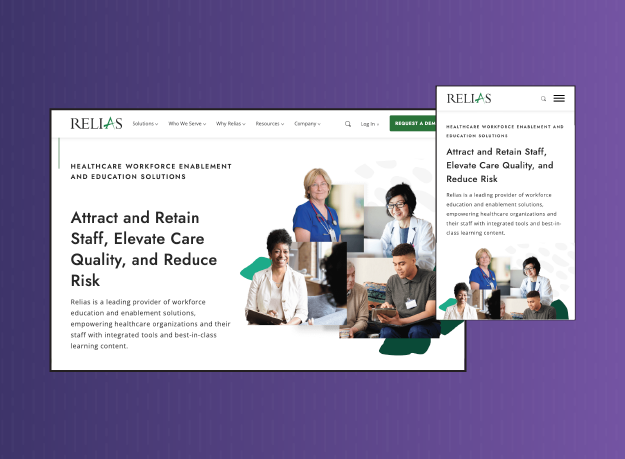 RELIAS
Solutions
Who We Serve
Why Relias
Resources
Company
Log In
REQUEST A DEM
HEALTHCARE WORKFORCE ENABLEMENT
AND EDUCATION SOLUTIONS
Attract and Retain
Staff, Elevate Care
Quality, and Reduce
Risk
Relias is a leading provider of workforce
education and enablement solutions,
empowering healthcare organizations and their
staff with integrated tools and best-in-class
learning content.
RELIAS
HEALTHCARE WORKFORCE ENABLEMENT AND
EDUCATION SOLUTIONS
Attract and Retain Staff,
Elevate Care Quality, and
Reduce Risk
Relias is a leading provider of workforce
education and enablement solutions,
empowering healthcare organizations and
their staff with integrated tools and best-in-
class learning content.